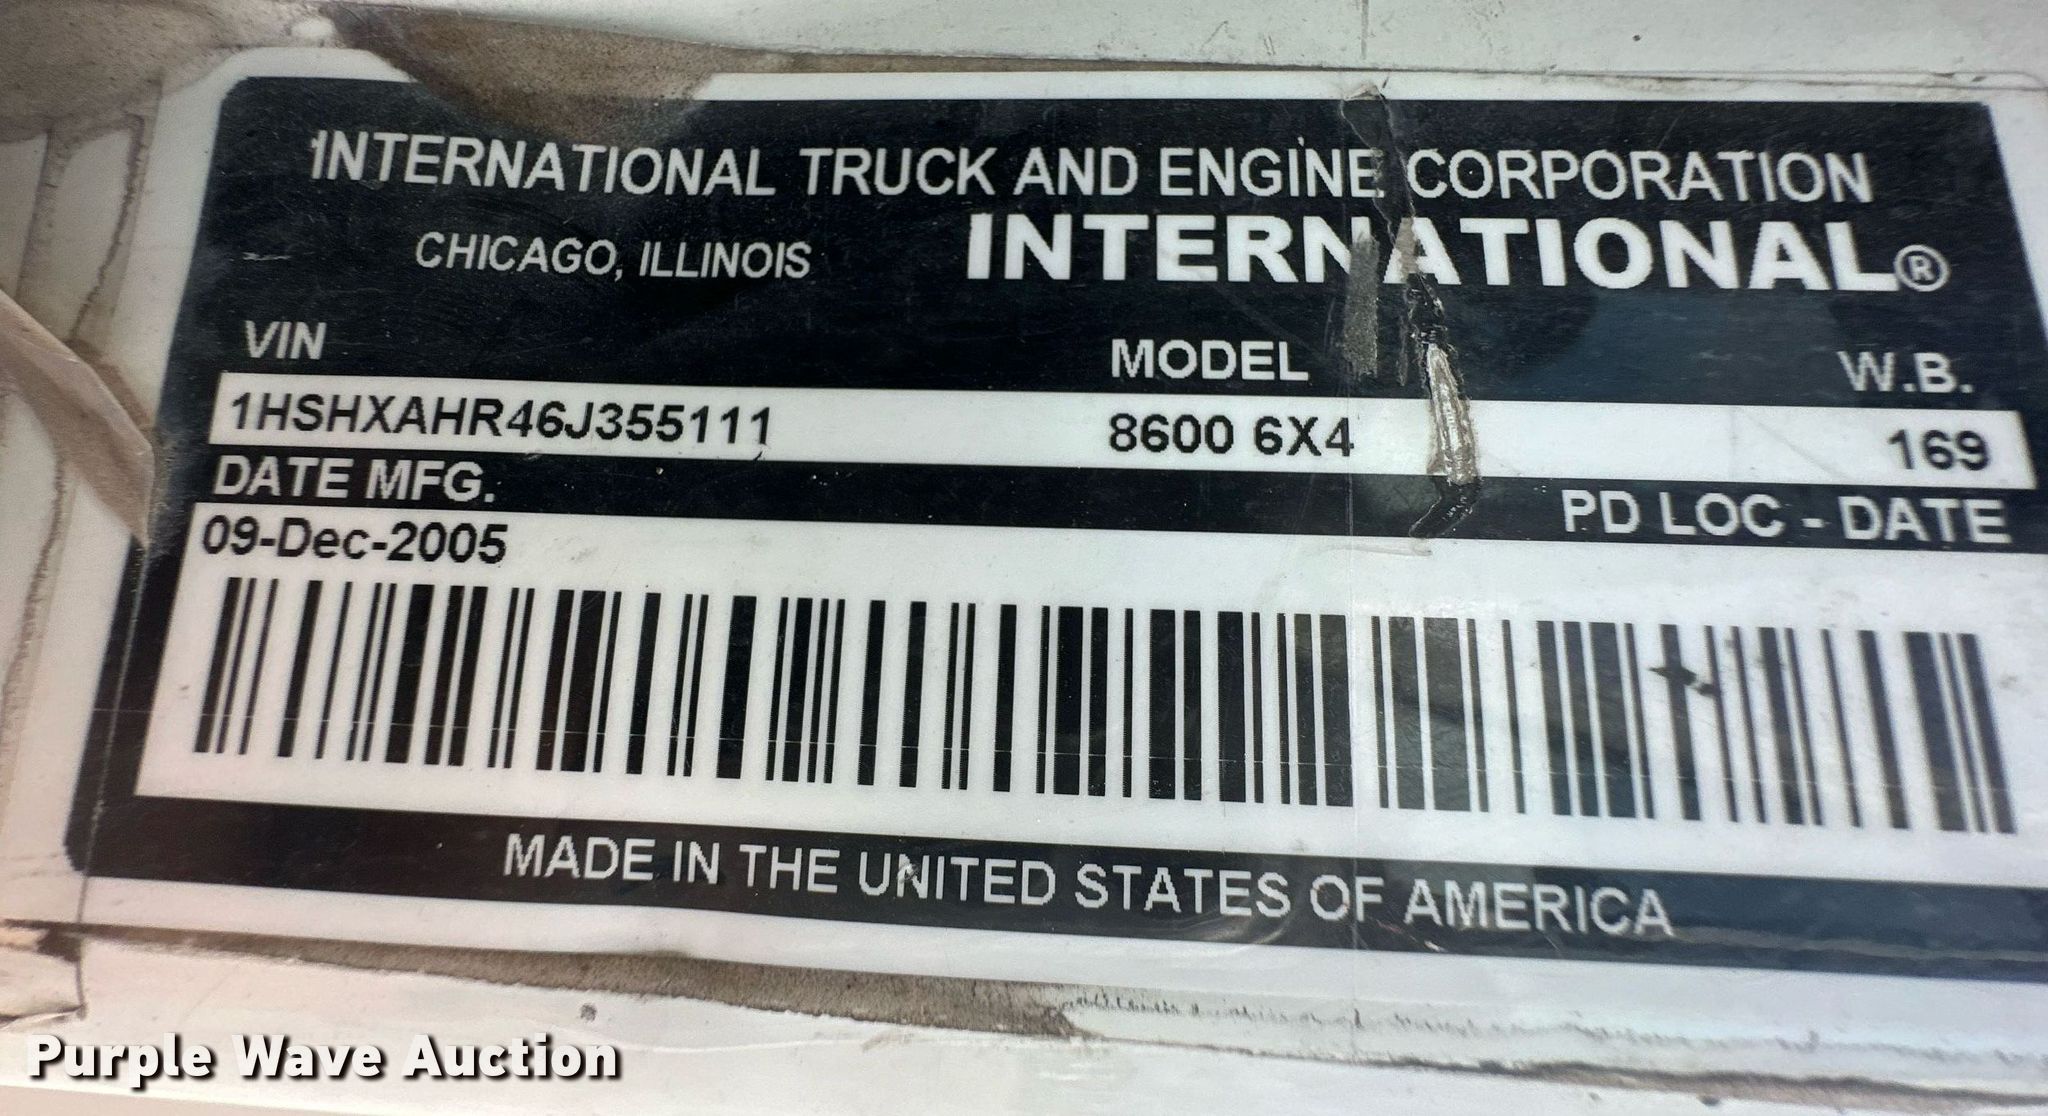 INTERNATIONAL TRUCK AND ENGINE CORPORATION
CHICAGO, ILLINOIS INTERNATIONAL®
VIN MODEL W.B.
1HSHXAHR46J355111 8600 6X4 169
DATE MFG. PD LOC - DATE
09-Dec-2005
MADE IN THE UNITED STATES OF AMERICA
Purple Wave Auction